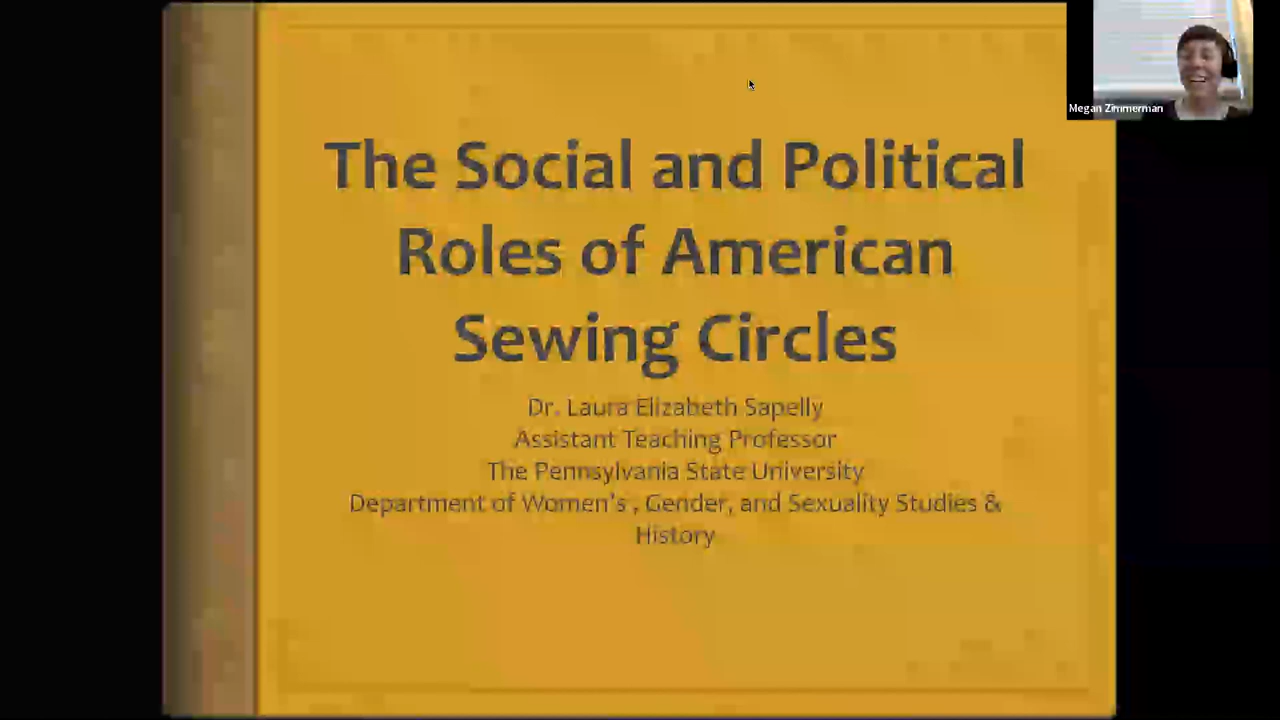 The Social and Political
Roles of American
Sewing Circles
Dr. Laura Elizabeth Sapelly
Assistant Teaching Professor
The Pennsylvania State University
Department of Women's , Gender, and Sexuality Studies &
History
Megan Zimmerman